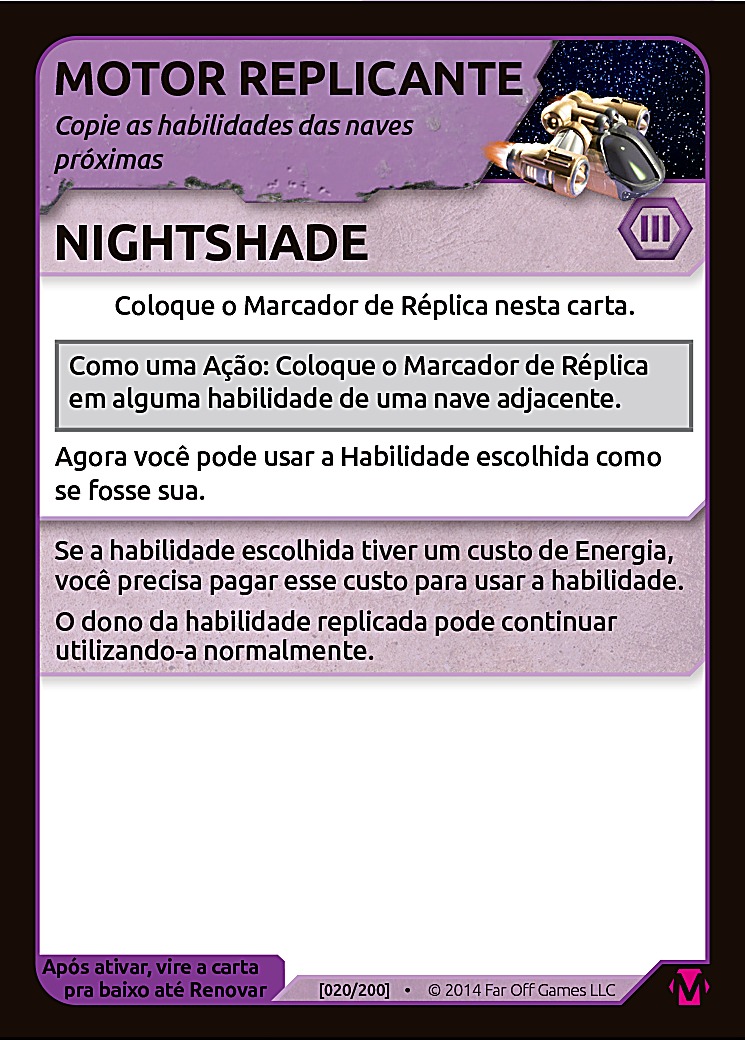 MOTOR REPLICANTE
Copie as habilidades das naves
próximas
NIGHTSHADE
III
Coloque o Marcador de Réplica nesta carta.
Como uma Ação: Coloque o Marcador de Réplica
em alguma habilidade de uma nave adjacente.
Agora você pode usar a Habilidade escolhida como
se fosse sua.
Se a habilidade escolhida tiver um custo de Energia,
você precisa pagar esse custo para usar a habilidade.
O dono da habilidade replicada pode continuar
utilizando-a normalmente.
Após ativar, vire a carta
pra baixo até Renovar
[020/200] • © 2014 Far Off Games LLC
M